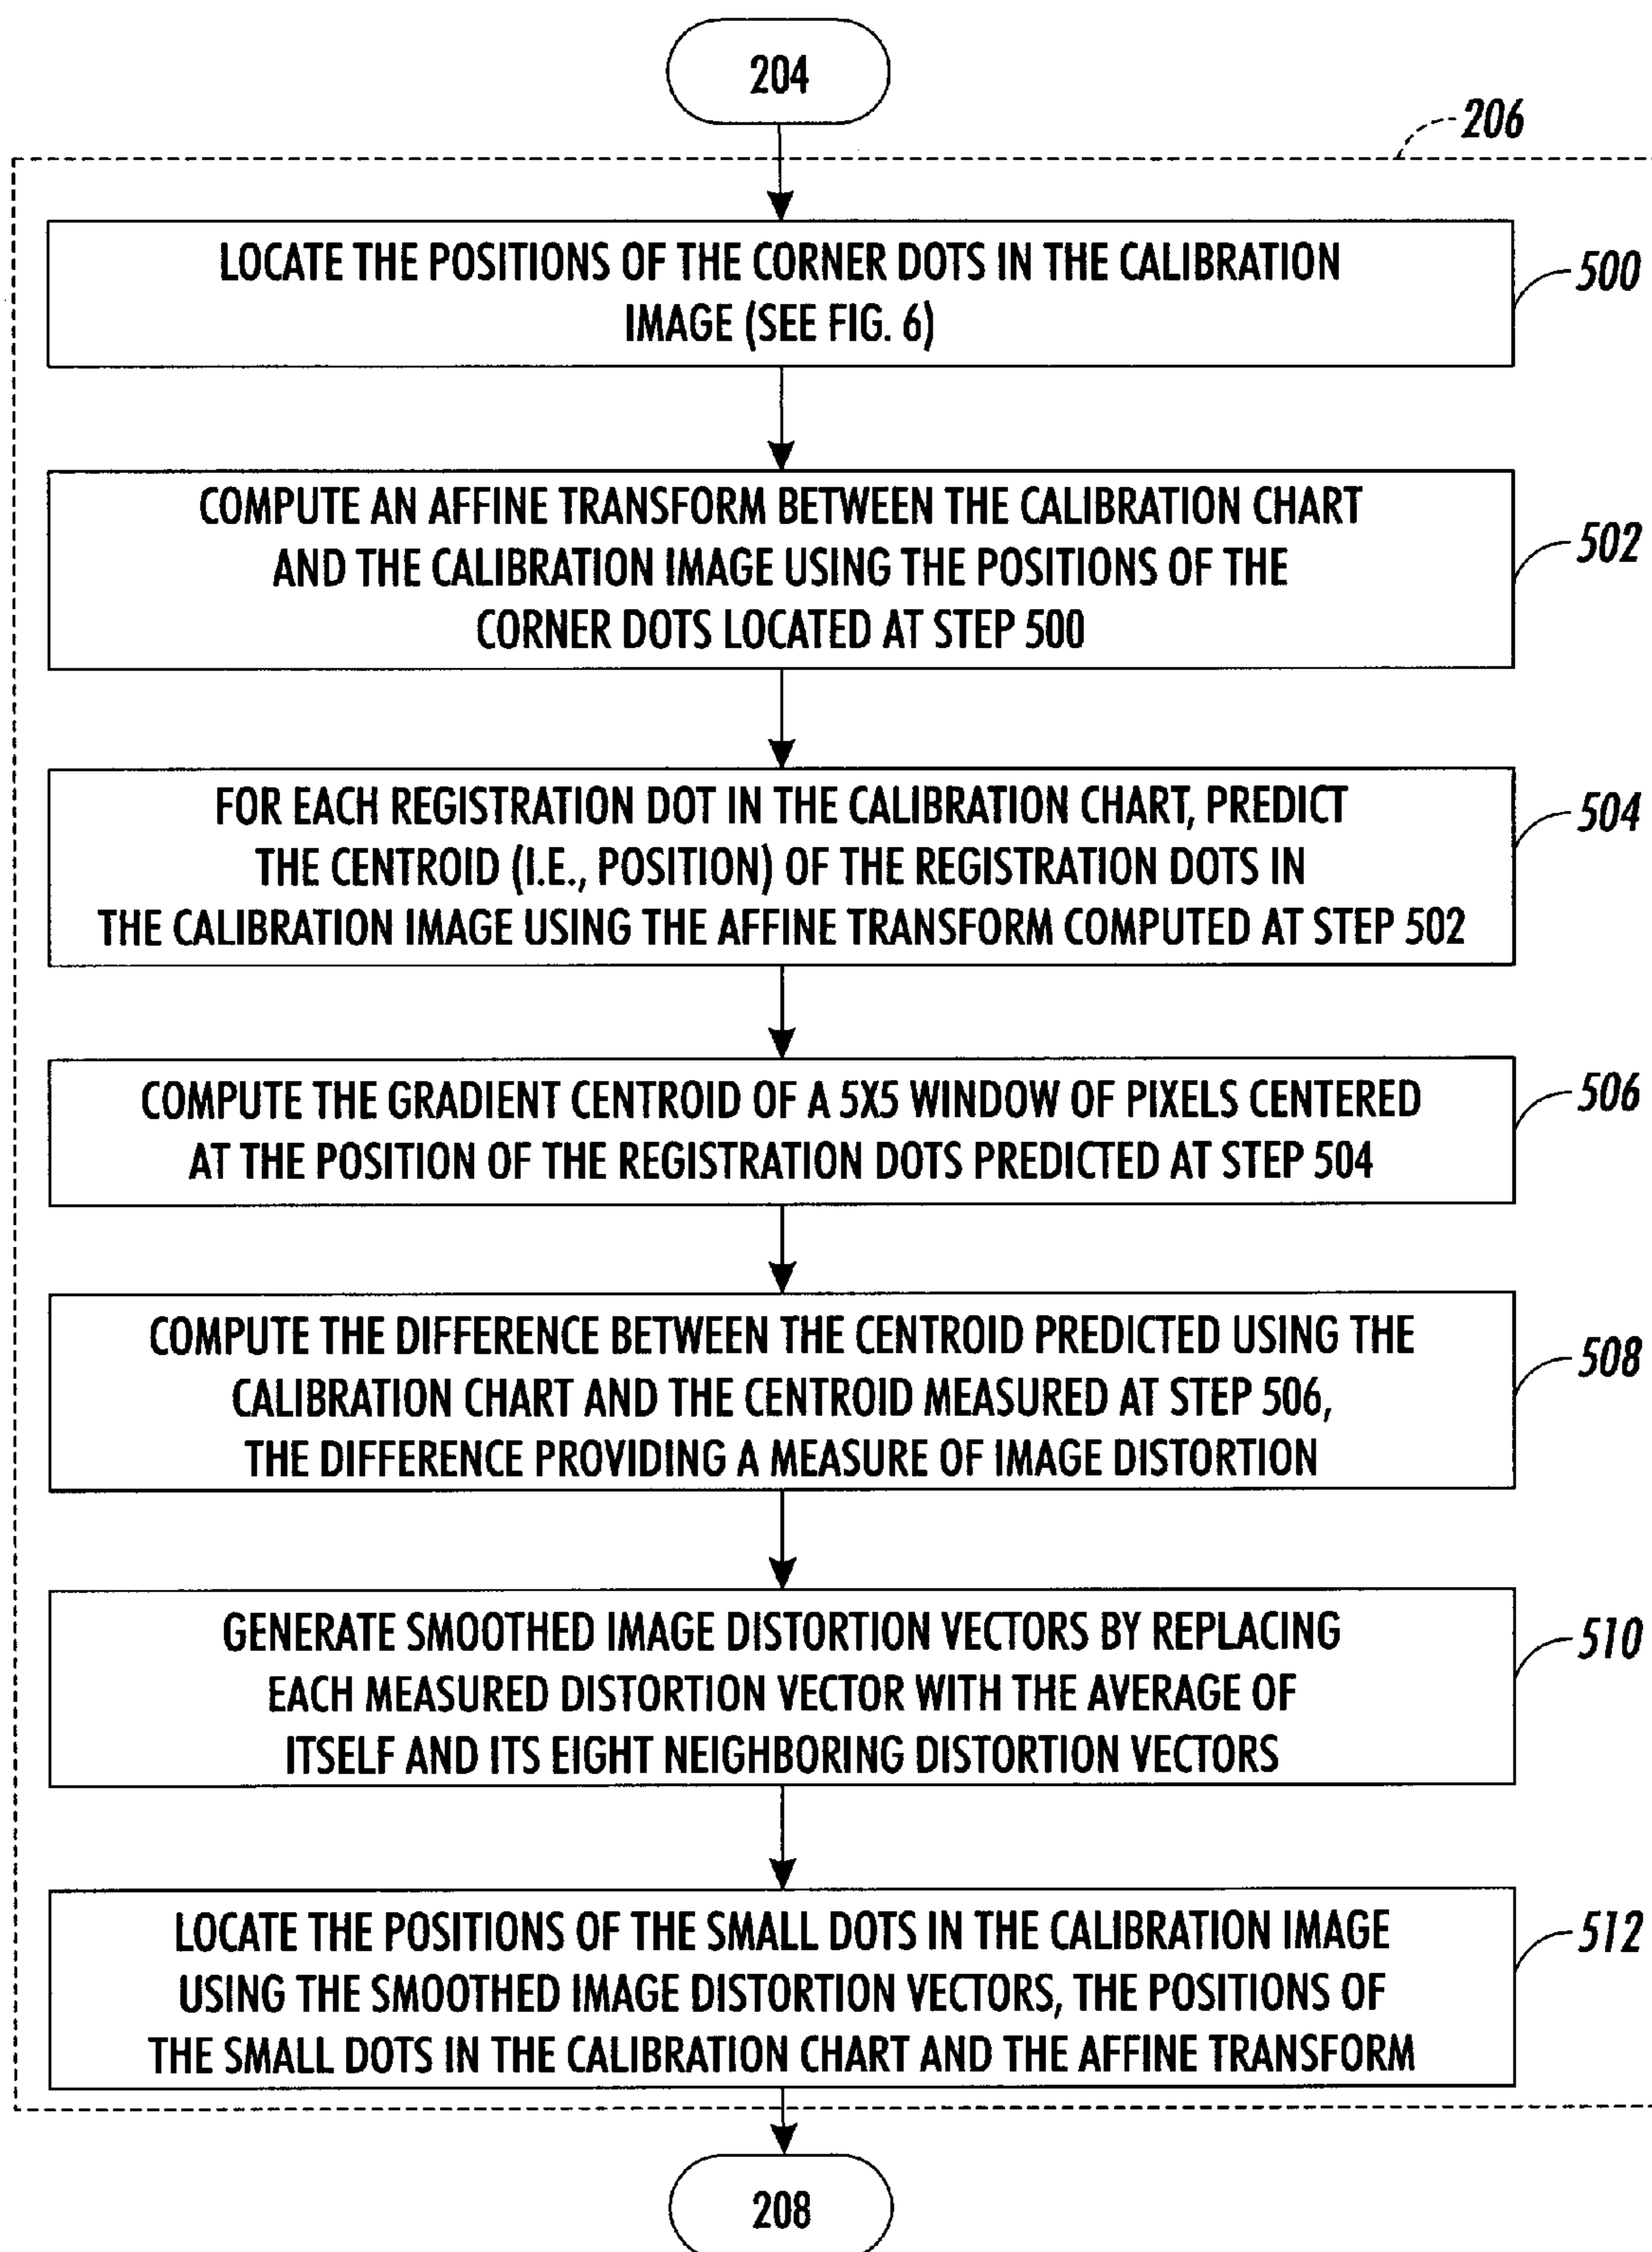 204
206
LOCATE THE POSITIONS OF THE CORNER DOTS IN THE CALIBRATION
IMAGE (SEE FIG. 6)
500
COMPUTE AN AFFINE TRANSFORM BETWEEN THE CALIBRATION CHART
AND THE CALIBRATION IMAGE USING THE POSITIONS OF THE
CORNER DOTS LOCATED AT STEP 500
502
FOR EACH REGISTRATION DOT IN THE CALIBRATION CHART, PREDICT
THE CENTROID (I.E., POSITION) OF THE REGISTRATION DOTS IN
THE CALIBRATION IMAGE USING THE AFFINE TRANSFORM COMPUTED AT STEP 502
504
COMPUTE THE GRADIENT CENTROID OF A 5X5 WINDOW OF PIXELS CENTERED
AT THE POSITION OF THE REGISTRATION DOTS PREDICTED AT STEP 504
506
COMPUTE THE DIFFERENCE BETWEEN THE CENTROID PREDICTED USING THE
CALIBRATION CHART AND THE CENTROID MEASURED AT STEP 506,
THE DIFFERENCE PROVIDING A MEASURE OF IMAGE DISTORTION
508
GENERATE SMOOTHED IMAGE DISTORTION VECTORS BY REPLACING
EACH MEASURED DISTORTION VECTOR WITH THE AVERAGE OF
ITSELF AND ITS EIGHT NEIGHBORING DISTORTION VECTORS
510
LOCATE THE POSITIONS OF THE SMALL DOTS IN THE CALIBRATION IMAGE
USING THE SMOOTHED IMAGE DISTORTION VECTORS, THE POSITIONS OF
THE SMALL DOTS IN THE CALIBRATION CHART AND THE AFFINE TRANSFORM
512
208